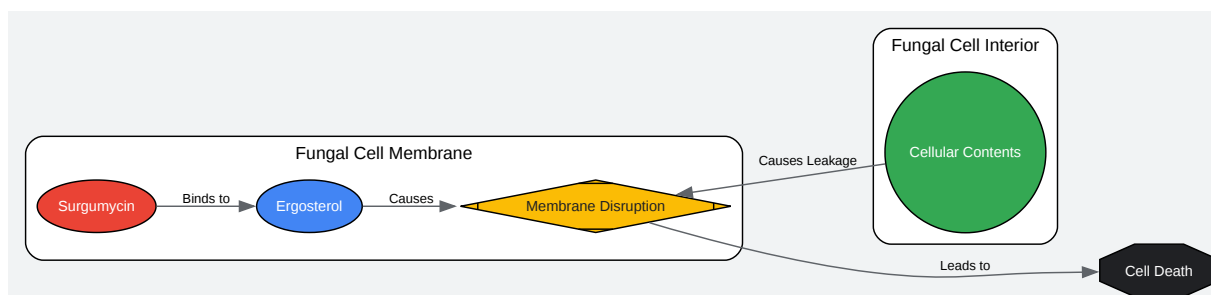 Fungal Cell Interior
Cellular Contents
Causes Leakage
Fungal Cell Membrane
Surgumycin
Binds to
Ergosterol
Causes
Membrane Disruption
Leads to
Cell Death